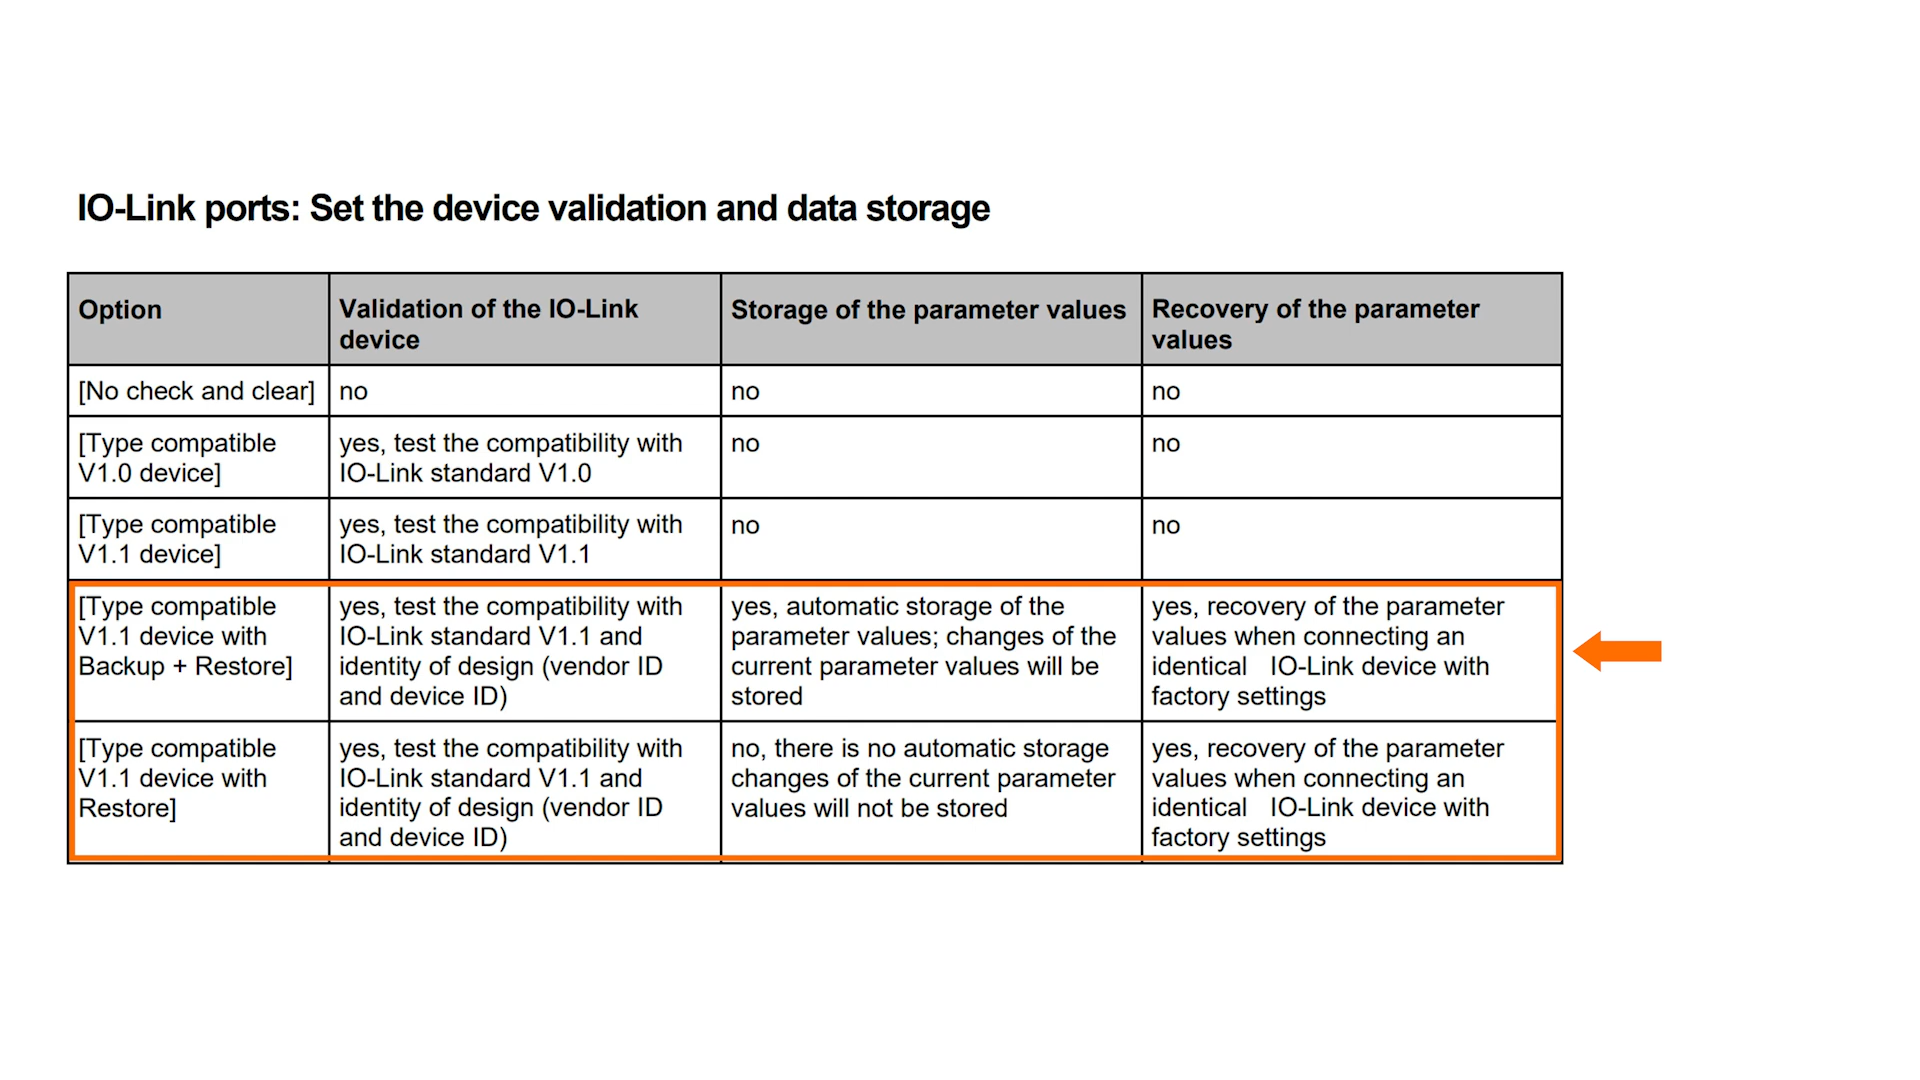 IO-Link ports: Set the device validation and data storage
Option
Validation of the IO-Link
device
Storage of the parameter values
Recovery of the parameter
values
[No check and clear]
no
no
no
[Type compatible
V1.0 device]
yes, test the compatibility with
IO-Link standard V1.0
no
no
[Type compatible
V1.1 device]
yes, test the compatibility with
IO-Link standard V1.1
no
no
[Type compatible
V1.1 device with
Backup + Restore]
yes, test the compatibility with
IO-Link standard V1.1 and
identity of design (vendor ID
and device ID)
yes, automatic storage of the
parameter values; changes of the
current parameter values will be
stored
yes, recovery of the parameter
values when connecting an
identical IO-Link device with
factory settings
[Type compatible
V1.1 device with
Restore]
yes, test the compatibility with
IO-Link standard V1.1 and
identity of design (vendor ID
and device ID)
no, there is no automatic storage
changes of the current parameter
values will not be stored
yes, recovery of the parameter
values when connecting an
identical IO-Link device with
factory settings